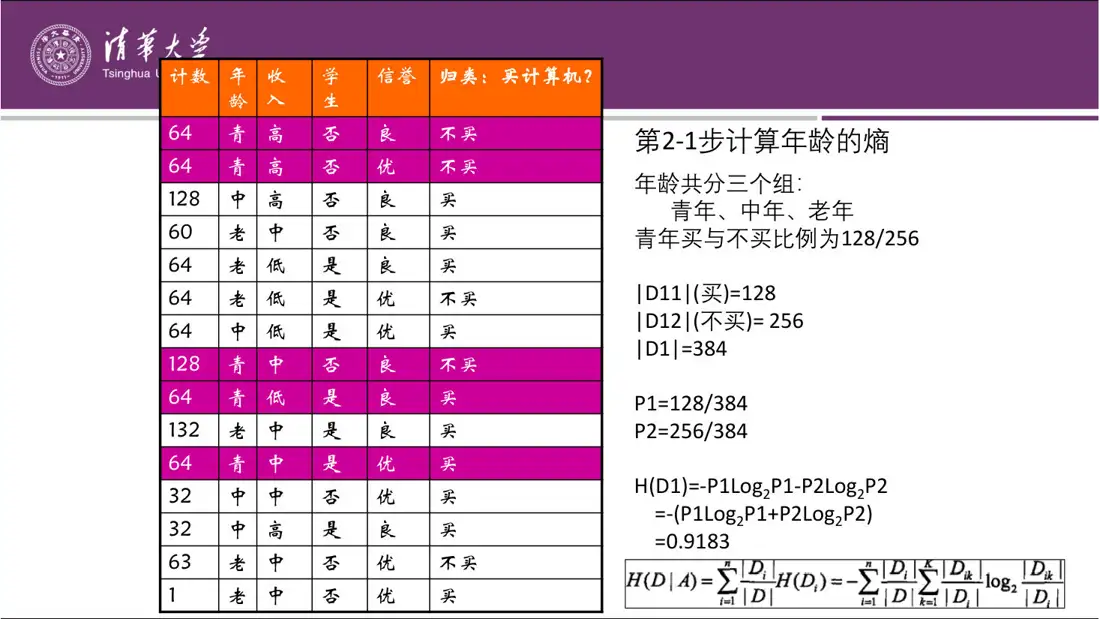 清华大学
Tsinghua U
计数 年龄 收入 学生 信誉 归类：买计算机？
64 青 高 否 良 不买
64 青 高 否 优 不买
128 中 高 否 良 买
60 老 中 否 良 买
64 老 低 是 良 买
64 老 低 是 优 不买
64 中 低 是 优 买
128 青 中 否 良 不买
64 青 低 是 良 买
132 老 中 是 良 买
64 青 中 是 优 买
32 中 中 否 优 买
32 中 高 是 良 买
63 老 中 否 优 不买
1 老 中 否 优 买
第2-1步计算年龄的熵
年龄共分三个组：
青年、中年、老年
青年买与不买比例为128/256
|D11|(买)=128
|D12|(不买)= 256
|D1|=384
P1=128/384
P2=256/384
H(D1)=-P1Log₂P1-P2Log₂P2
=-(P1Log₂P1+P2Log₂P2)
=0.9183
H(D|A)=∑ⁿᵢ₌₁ |Dᵢ|/|D| H(Dᵢ)=-∑ⁿᵢ₌₁ |Dᵢ|/|D| ∑ᴷₖ₌₁ |Dᵢₖ|/|Dᵢ| log₂ |Dᵢₖ|/|Dᵢ|